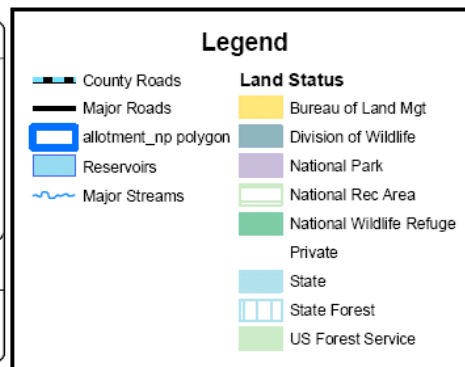 Legend
County Roads
Major Roads
allotment_np polygon
Reservoirs
Major Streams
Land Status
Bureau of Land Mgt
Division of Wildlife
National Park
National Rec Area
National Wildlife Refuge
Private
State
State Forest
US Forest Service